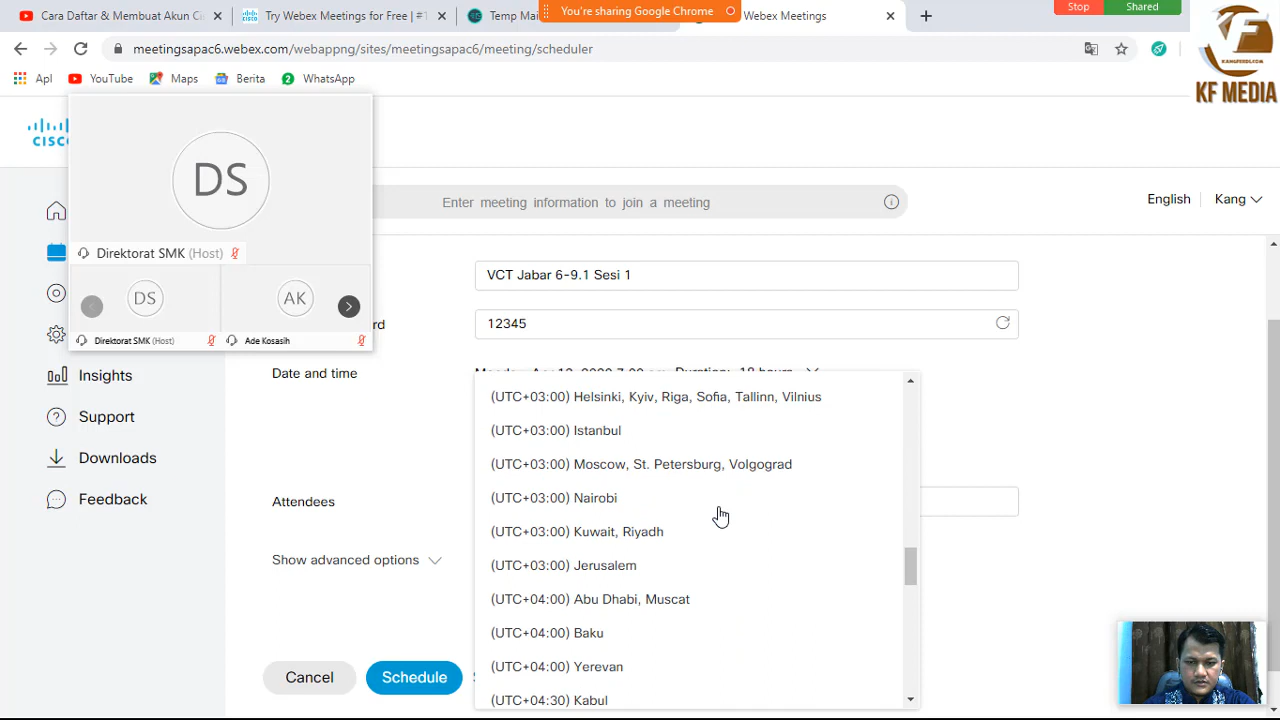 Cara Daftar & Membuat Akun C
Try Webex Meetings for Free | #1
Temp Mai
You're sharing Google Chrome
Webex Meetings
Stop
Shared
meetingsapac6.webex.com/webappng/sites/meetingsapac6/meeting/scheduler
Apl
YouTube
Maps
Berita
WhatsApp
KANGFERDI.COM
KF MEDIA
CISCO
DS
Direktorat SMK (Host)
DS
AK
Direktorat SMK (Host)
Ade Kosasih
Enter meeting information to join a meeting
English
Kang
VCT Jabar 6-9.1 Sesi 1
rd
12345
Date and time
Insights
Support
Downloads
Feedback
Attendees
Show advanced options
(UTC+03:00) Helsinki, Kyiv, Riga, Sofia, Tallinn, Vilnius
(UTC+03:00) Istanbul
(UTC+03:00) Moscow, St. Petersburg, Volgograd
(UTC+03:00) Nairobi
(UTC+03:00) Kuwait, Riyadh
(UTC+03:00) Jerusalem
(UTC+04:00) Abu Dhabi, Muscat
(UTC+04:00) Baku
(UTC+04:00) Yerevan
(UTC+04:30) Kabul
Cancel
Schedule